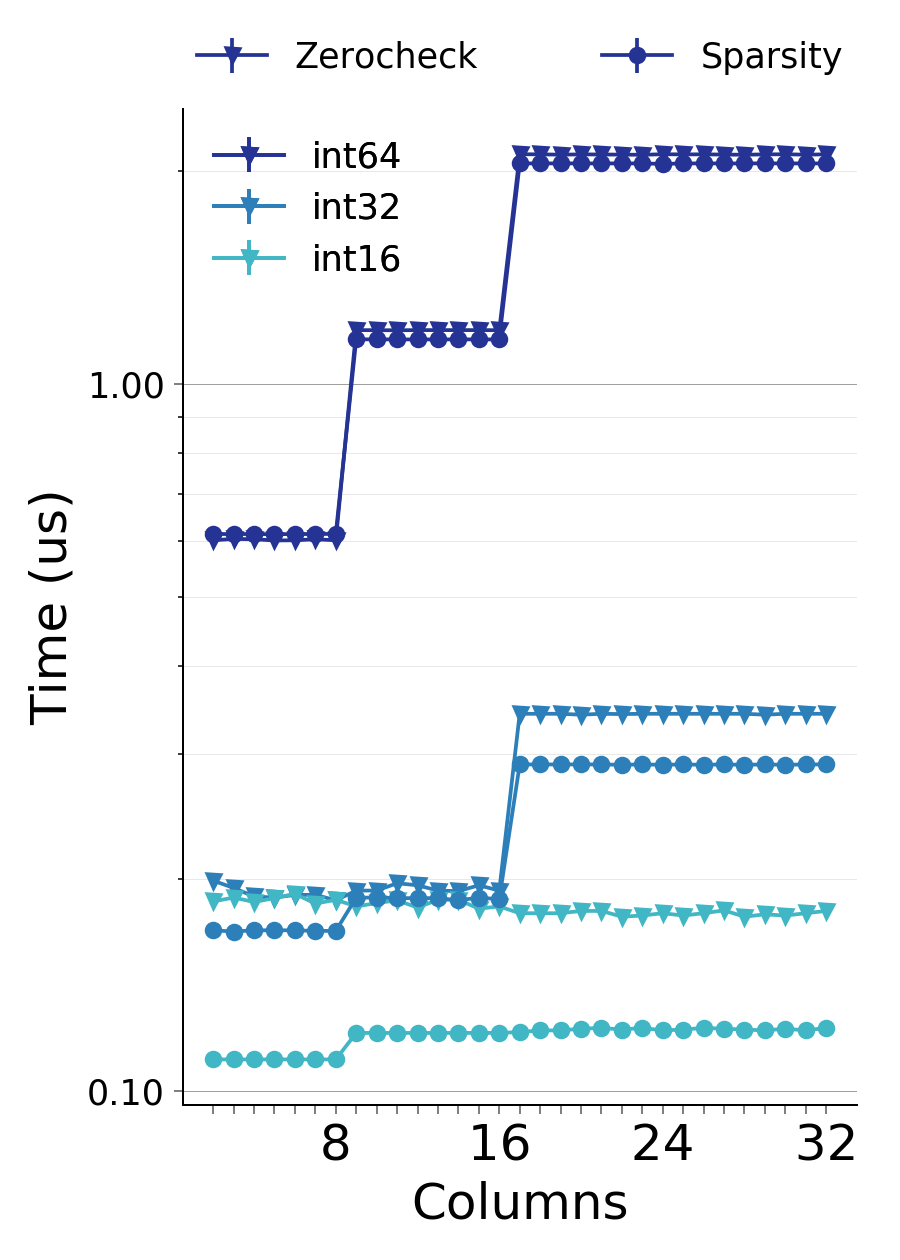 Zerocheck Sparsity
int64
int32
int16
1.00
0.10
Time (us)
8 16 24 32
Columns